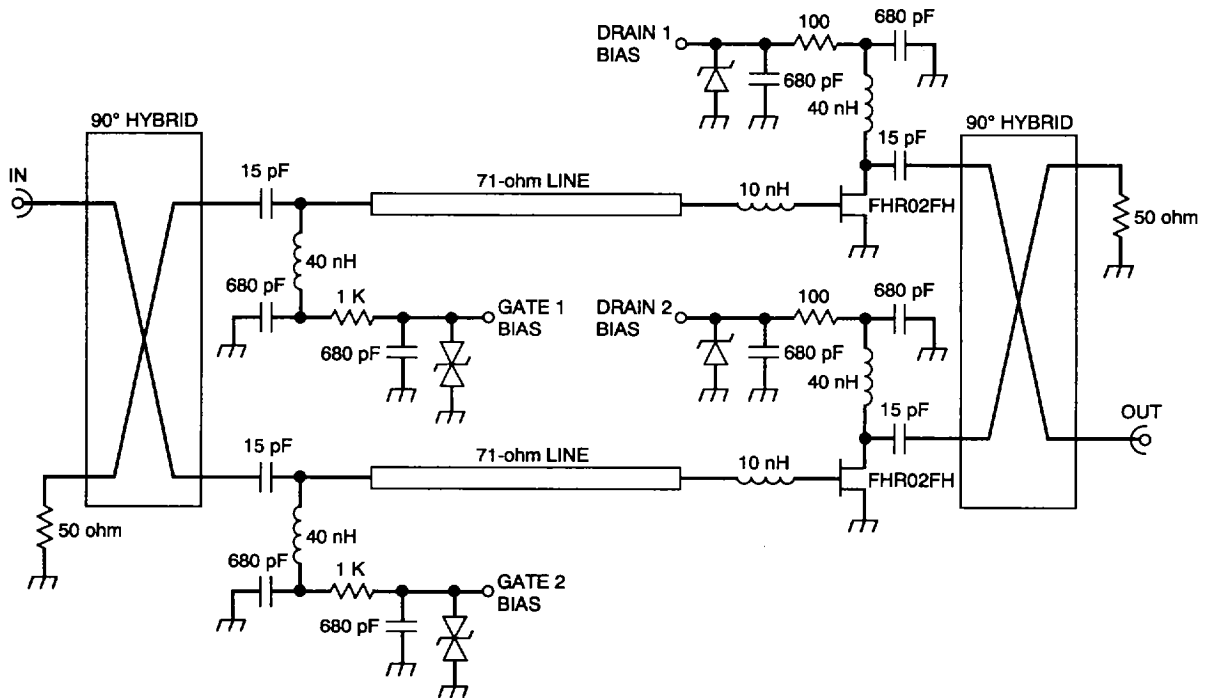 DRAIN 1
BIAS
100
680 pF
680 pF
40 nH
90° HYBRID
90° HYBRID
IN
15 pF
71-ohm LINE
10 nH
15 pF
FHR02FH
50 ohm
40 nH
680 pF
1 K
GATE 1
BIAS
680 pF
DRAIN 2
BIAS
100
680 pF
680 pF
40 nH
15 pF
OUT
15 pF
71-ohm LINE
10 nH
FHR02FH
50 ohm
40 nH
680 pF
1 K
GATE 2
BIAS
680 pF